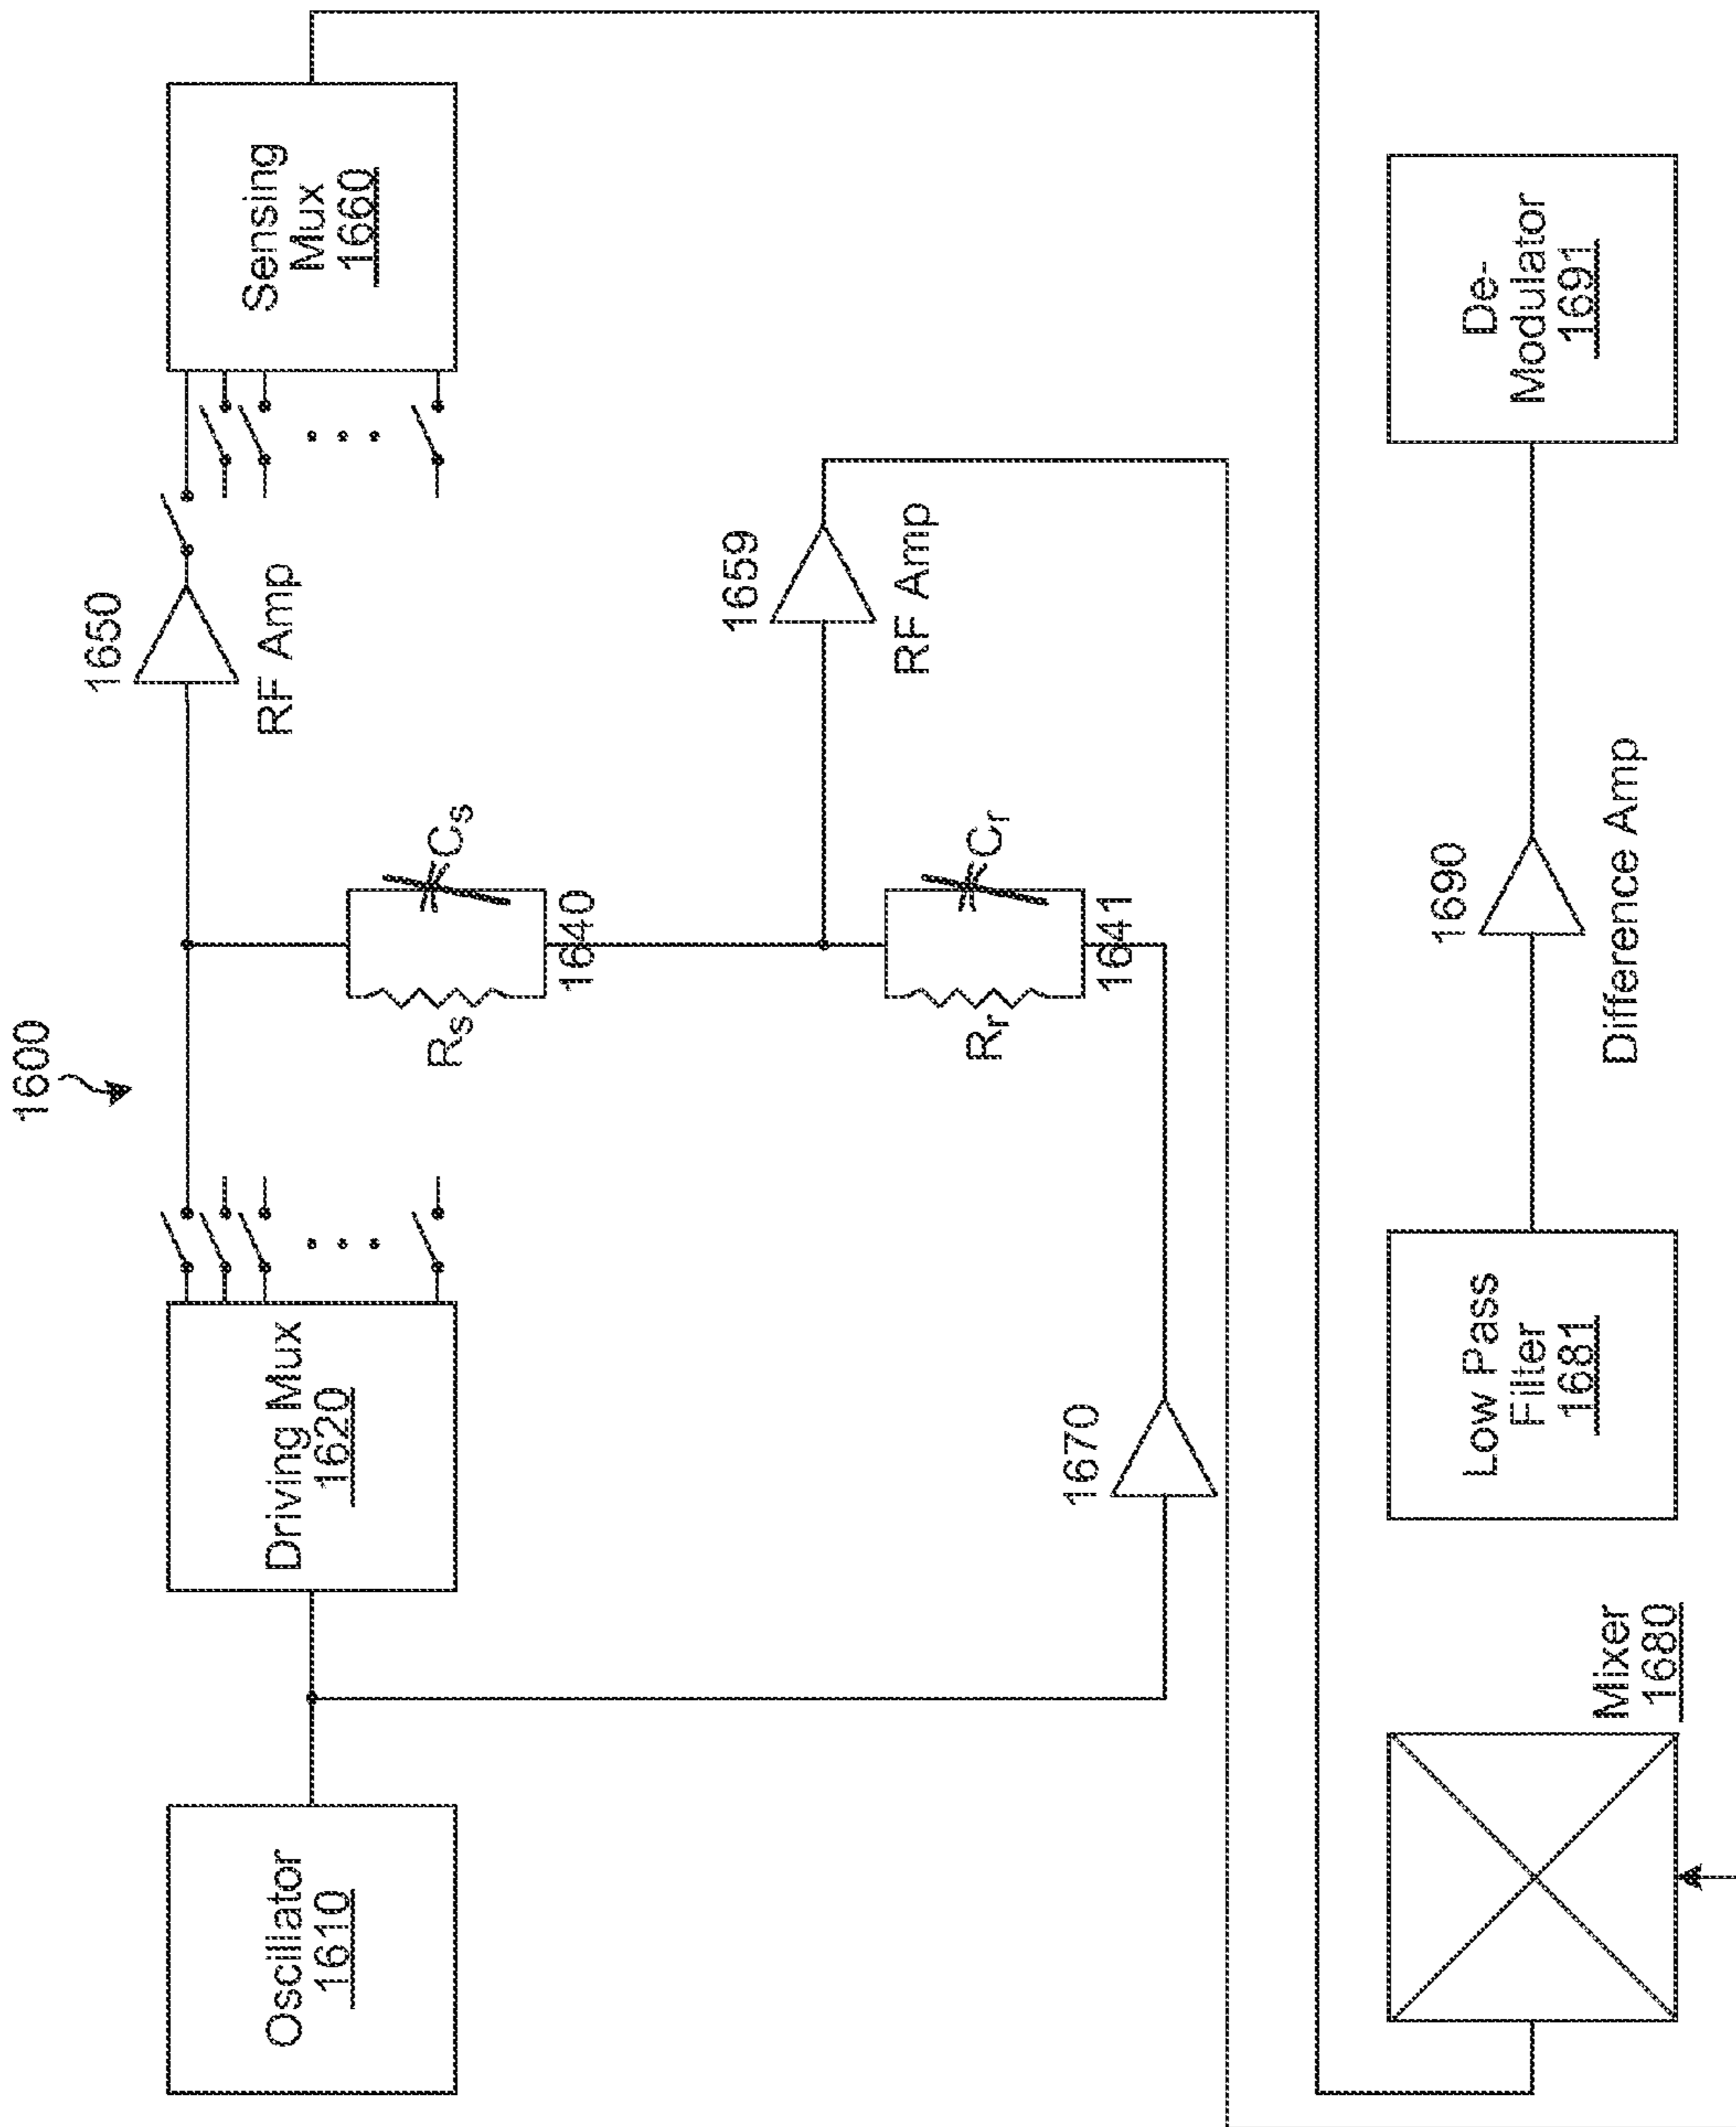 1600
Oscillator
1610
Driving Mux
1620
1650
RF Amp
Sensing
Mux
1660
Rs
Cs
1640
1659
RF Amp
Rr
Cr
1641
1670
Mixer
1680
Low Pass
Filter
1681
1690
Difference Amp
De-
Modulator
1691